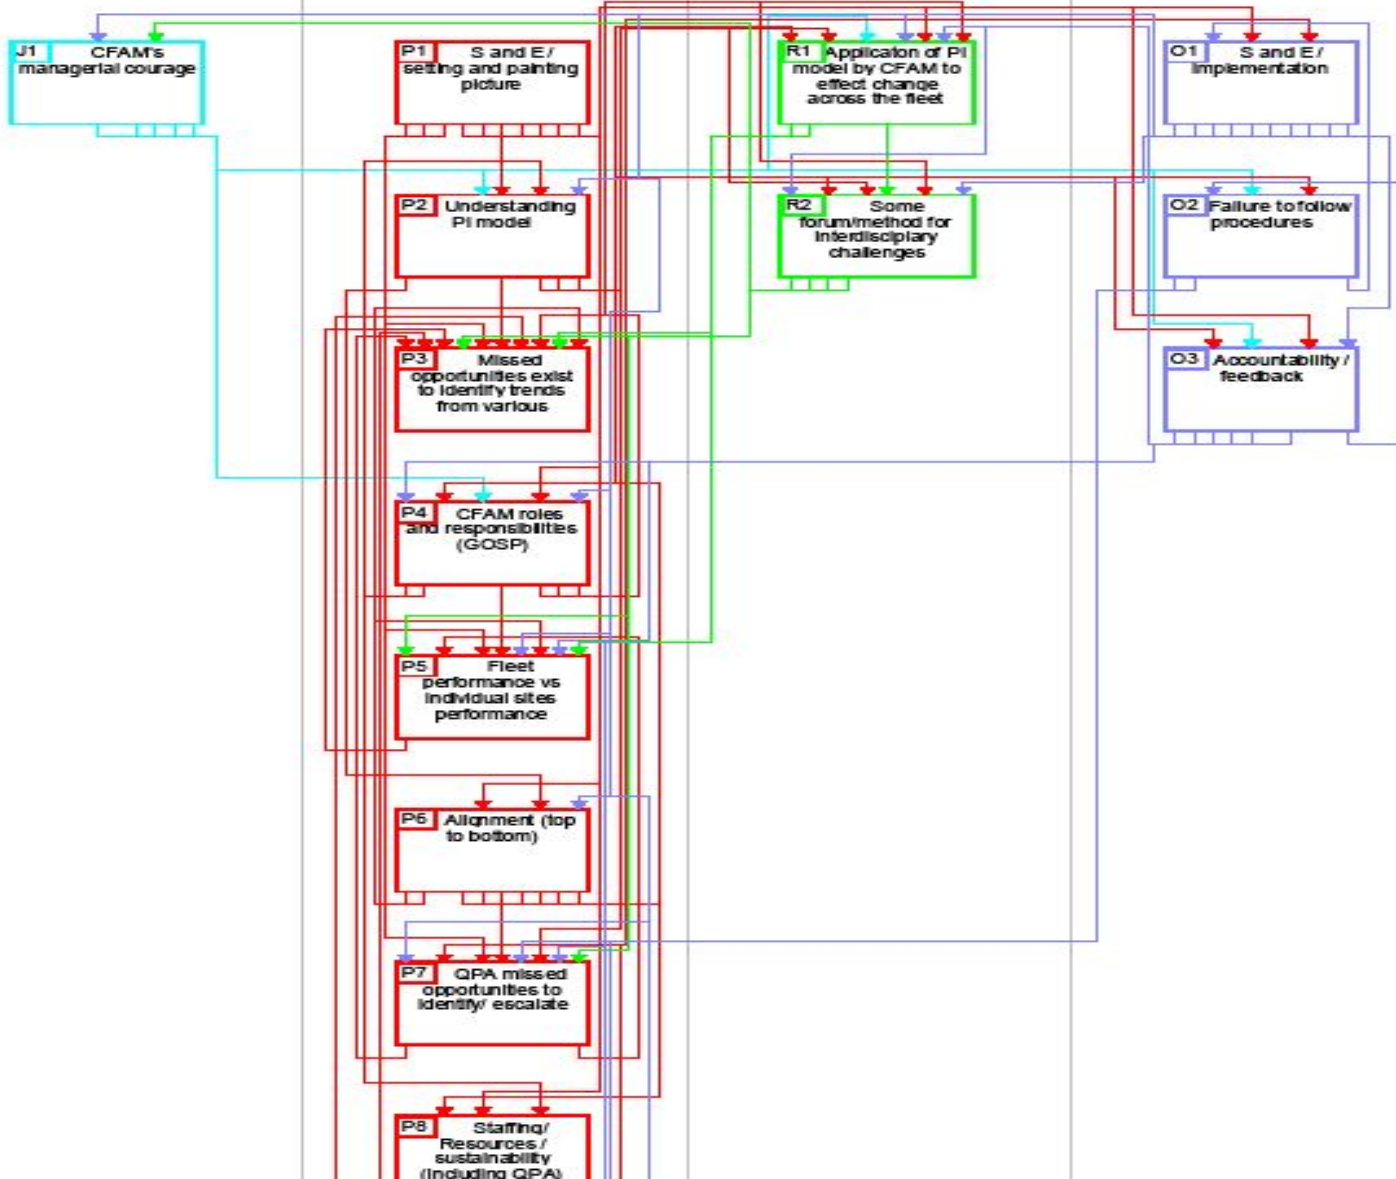 J1 CFAM's
managerial courage
P1 S and E /
setting and painting
picture
R1 Applicaton of PI
model by CFAM to
effect change
across the fleet
O1 S and E /
Implementation
P2 Understanding
PI model
R2 Some
forum/method for
Interdisciplary
challenges
O2 Failure to follow
procedures
P3 Missed
opportunities exist
to identify trends
from various
O3 Accountability /
feedback
P4 CFAM roles
and responsibilities
(GOSP)
P5 Fleet
performance vs
individual sites
performance
P6 Alignment (top
to bottom)
P7 QPA missed
opportunities to
identify/ escalate
P8 Staffing/
Resources /
sustainability
(including QPA)